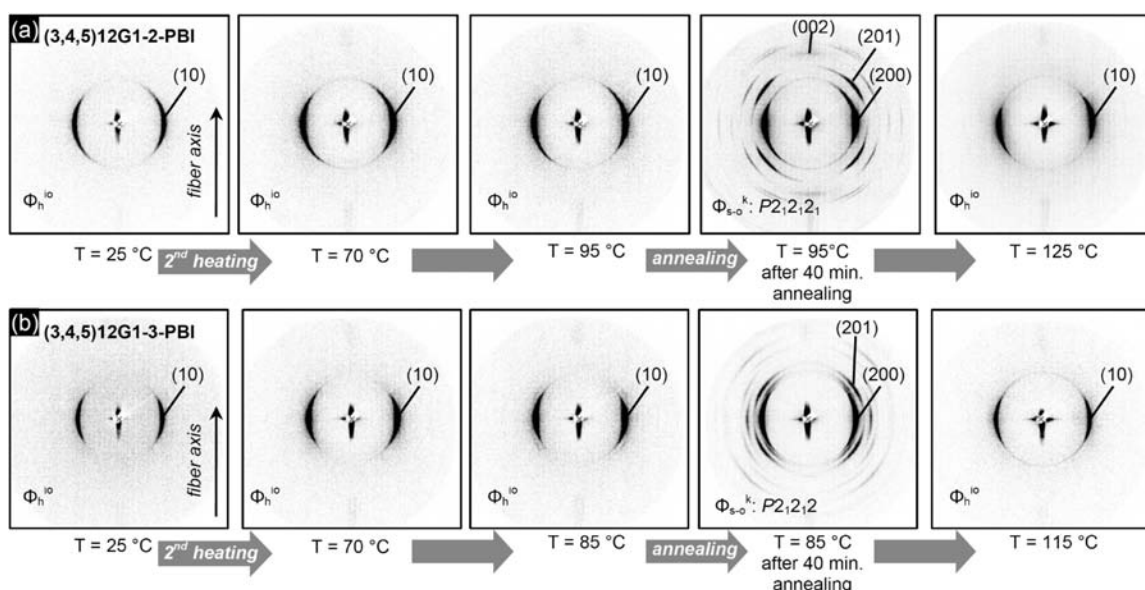 (a) (3,4,5)12G1-2-PBI
(10)
fiber axis
Φh^io
(10)
Φh^io
(10)
Φh^io
(002)
(201)
(200)
Φs-o^k: P2₁2₁2₁
(10)
Φh^io
T = 25 °C 2nd heating T = 70 °C T = 95 °C annealing T = 95°C T = 125 °C
after 40 min.
annealing
(b) (3,4,5)12G1-3-PBI
(10)
fiber axis
Φh^io
(10)
Φh^io
(10)
Φh^io
(201)
(200)
Φs-o^k: P2₁2₁2
(10)
Φh^io
T = 25 °C 2nd heating T = 70 °C T = 85 °C annealing T = 85 °C T = 115 °C
after 40 min.
annealing